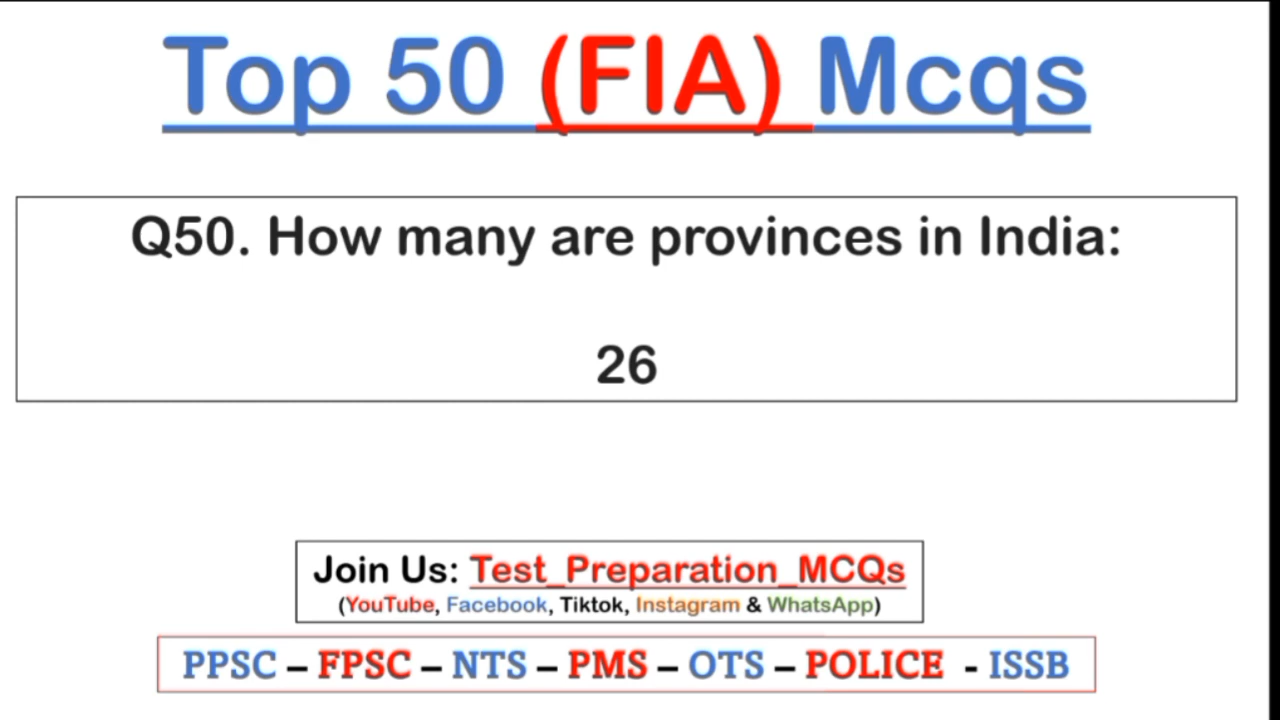 Top 50 (FIA) Mcqs
Q50. How many are provinces in India:
26
Join Us: Test_Preparation_MCQs
(YouTube, Facebook, Tiktok, Instagram & WhatsApp)
PPSC – FPSC – NTS – PMS – OTS – POLICE - ISSB